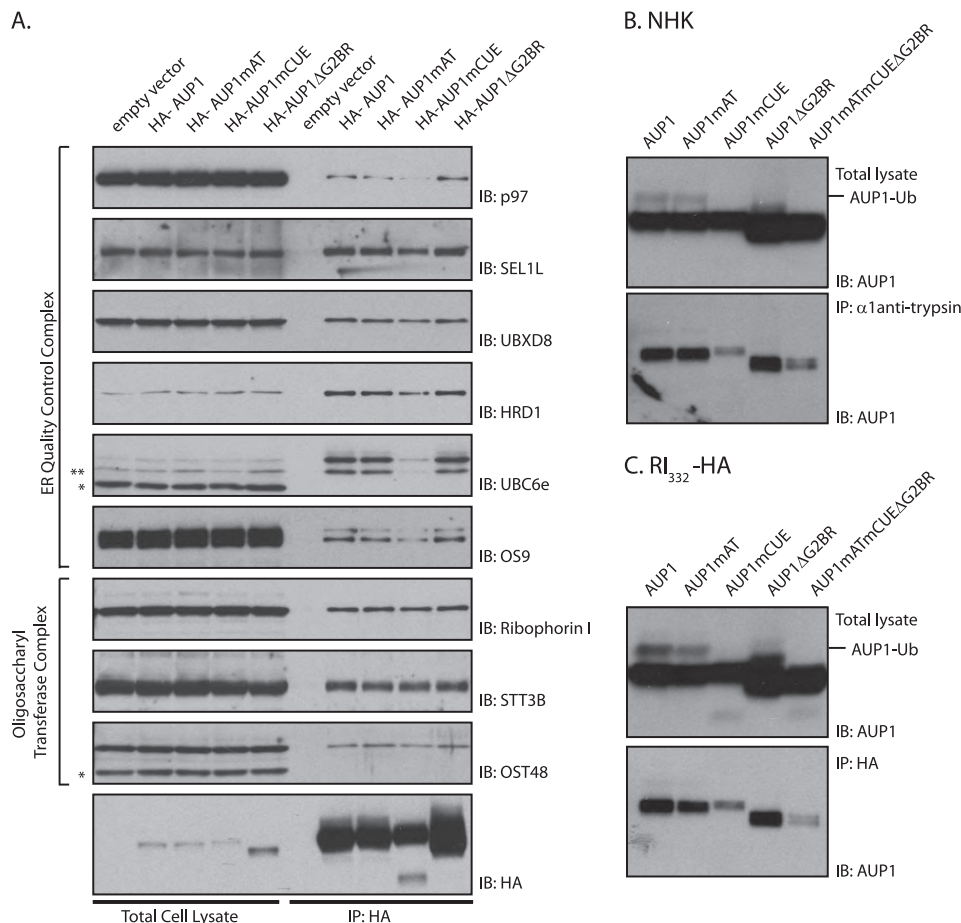 A.
empty vector
HA- AUP1
HA- AUP1mAT
HA-AUP1mCUE
HA-AUP1ΔG2BR
empty vector
HA- AUP1
HA- AUP1mAT
HA-AUP1mCUE
HA-AUP1ΔG2BR
ER Quality Control Complex
IB: p97
IB: SEL1L
IB: UBXD8
IB: HRD1
**
*
IB: UBC6e
IB: OS9
Oligosaccharyl
Transferase Complex
IB: Ribophorin I
IB: STT3B
*
IB: OST48
IB: HA
Total Cell Lysate
IP: HA
B. NHK
AUP1
AUP1mAT
AUP1mCUE
AUP1ΔG2BR
AUP1mATmCUEΔG2BR
Total lysate
AUP1-Ub
IB: AUP1
IP: α1anti-trypsin
IB: AUP1
C. RI332 -HA
AUP1
AUP1mAT
AUP1mCUE
AUP1ΔG2BR
AUP1mATmCUEΔG2BR
Total lysate
AUP1-Ub
IB: AUP1
IP: HA
IB: AUP1